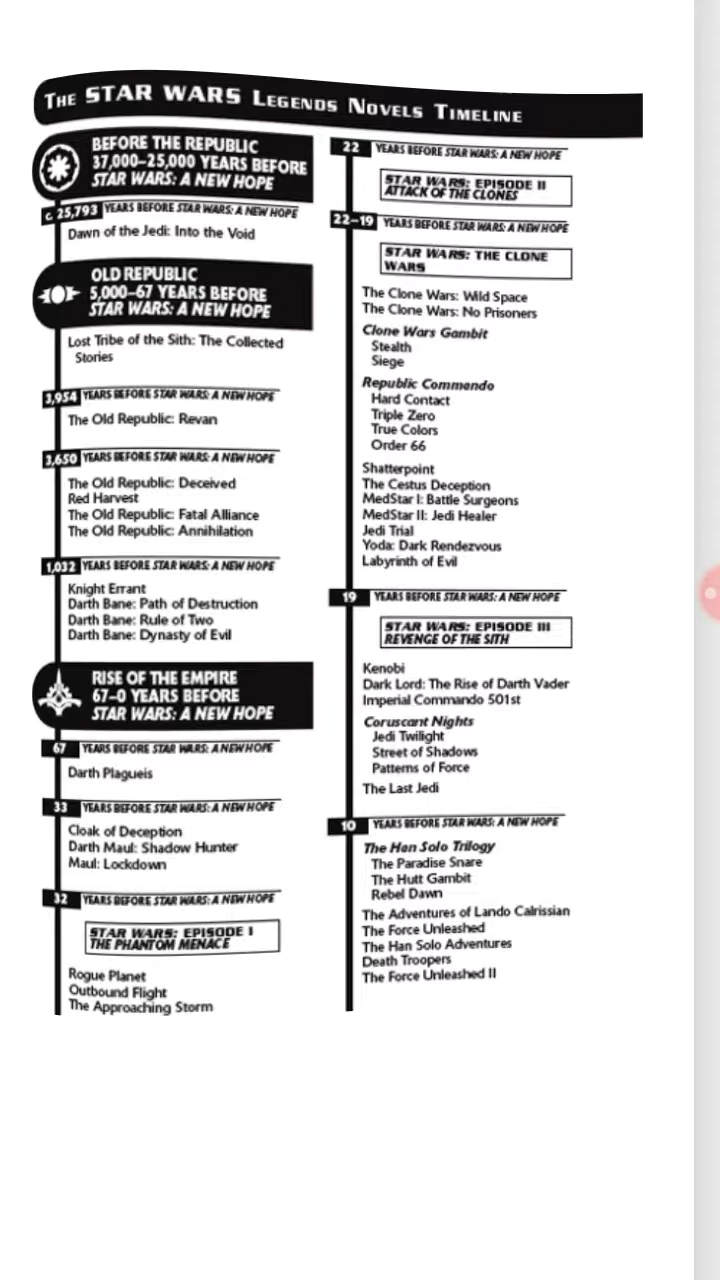 THE STAR WARS LEGENDS NOVELS TIMELINE
BEFORE THE REPUBLIC
37,000–25,000 YEARS BEFORE
STAR WARS: A NEW HOPE
c. 25,793 YEARS BEFORE STAR WARS: A NEW HOPE
Dawn of the Jedi: Into the Void
OLD REPUBLIC
5,000–67 YEARS BEFORE
STAR WARS: A NEW HOPE
Lost Tribe of the Sith: The Collected
Stories
3,954 YEARS BEFORE STAR WARS: A NEW HOPE
The Old Republic: Revan
3,650 YEARS BEFORE STAR WARS: A NEW HOPE
The Old Republic: Deceived
Red Harvest
The Old Republic: Fatal Alliance
The Old Republic: Annihilation
1,032 YEARS BEFORE STAR WARS: A NEW HOPE
Knight Errant
Darth Bane: Path of Destruction
Darth Bane: Rule of Two
Darth Bane: Dynasty of Evil
RISE OF THE EMPIRE
67–0 YEARS BEFORE
STAR WARS: A NEW HOPE
67 YEARS BEFORE STAR WARS: A NEW HOPE
Darth Plagueis
33 YEARS BEFORE STAR WARS: A NEW HOPE
Cloak of Deception
Darth Maul: Shadow Hunter
Maul: Lockdown
32 YEARS BEFORE STAR WARS: A NEW HOPE
STAR WARS: EPISODE I
THE PHANTOM MENACE
Rogue Planet
Outbound Flight
The Approaching Storm
22 YEARS BEFORE STAR WARS: A NEW HOPE
STAR WARS: EPISODE II
ATTACK OF THE CLONES
22–19 YEARS BEFORE STAR WARS: A NEW HOPE
STAR WARS: THE CLONE
WARS
The Clone Wars: Wild Space
The Clone Wars: No Prisoners
Clone Wars Gambit
Stealth
Siege
Republic Commando
Hard Contact
Triple Zero
True Colors
Order 66
Shatterpoint
The Cestus Deception
MedStar I: Battle Surgeons
MedStar II: Jedi Healer
Jedi Trial
Yoda: Dark Rendezvous
Labyrinth of Evil
19 YEARS BEFORE STAR WARS: A NEW HOPE
STAR WARS: EPISODE III
REVENGE OF THE SITH
Kenobi
Dark Lord: The Rise of Darth Vader
Imperial Commando 501st
Coruscant Nights
Jedi Twilight
Street of Shadows
Patterns of Force
The Last Jedi
10 YEARS BEFORE STAR WARS: A NEW HOPE
The Han Solo Trilogy
The Paradise Snare
The Hutt Gambit
Rebel Dawn
The Adventures of Lando Calrissian
The Force Unleashed
The Han Solo Adventures
Death Troopers
The Force Unleashed II